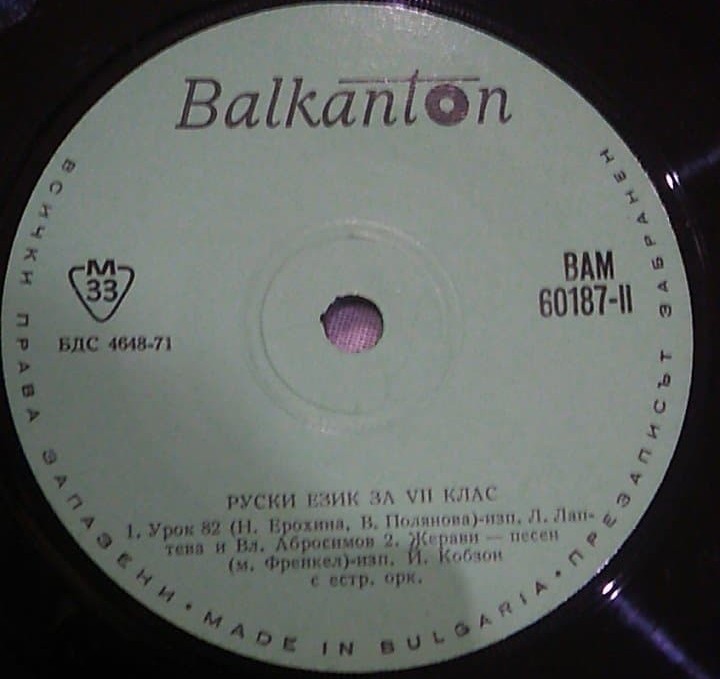 Balkanton
М
33
БДС 4648-71
ВАМ
60187-II
РУСКИ ЕЗИК ЗА VII КЛАС
1. Урок 82 (Н. Ерохина, В. Полянова)-изп. Л. Лап-
тева и Вл. Абросимов 2. Жерави — песен
(м. Френкел)-изп. Й. Кобзон
с естр. орк.
ВСИЧКИ ПРАВА ЗАПАЗЕНИ • MADE IN BULGARIA • ПРЕЗАПИСЪТ ЗАБРАНЕН